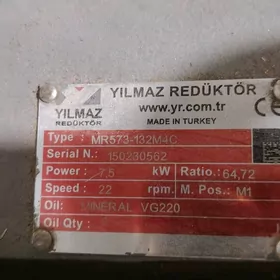 YILMAZ REDÜKTÖR
YILMAZ
REDÜKTÖR
www.yr.com.tr
MADE IN TURKEY
CE
Type : MR573-132M4C
Serial N.: 150230562
Power : 7,5 kW Ratio: 64,72
Speed : 22 rpm. M. Pos.: M1
Oil: MINERAL VG220
Oil Qty :